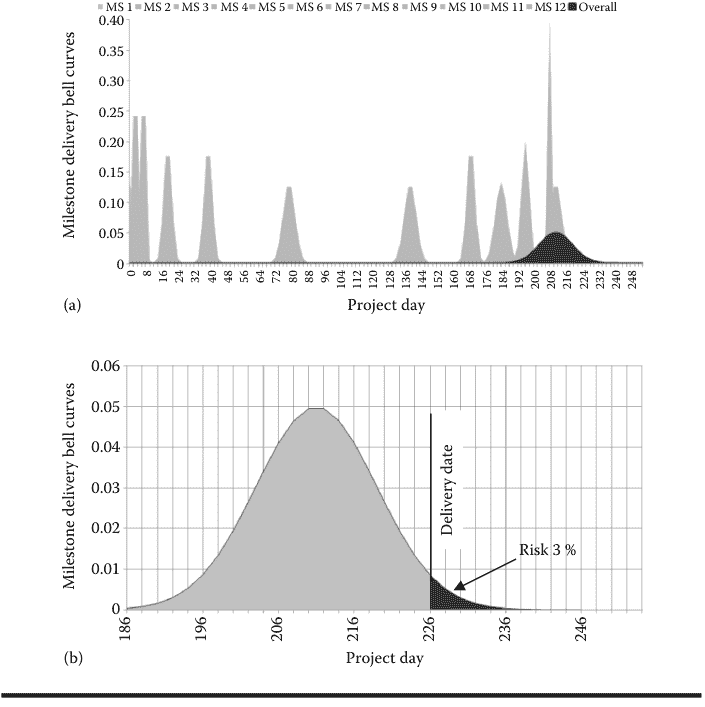 MS 1 MS 2 MS 3 MS 4 MS 5 MS 6 MS 7 MS 8 MS 9 MS 10 MS 11 MS 12 Overall
Milestone delivery bell curves
0.40
0.35
0.30
0.25
0.20
0.15
0.10
0.05
0
0 8 16 24 32 40 48 56 64 72 80 88 96 104 112 120 128 136 144 152 160 168 176 184 192 200 208 216 224 232 240 248
(a)
Project day
Milestone delivery bell curves
0.06
0.05
0.04
0.03
0.02
0.01
0
Delivery date
Risk 3 %
186 196 206 216 226 236 246
(b)
Project day